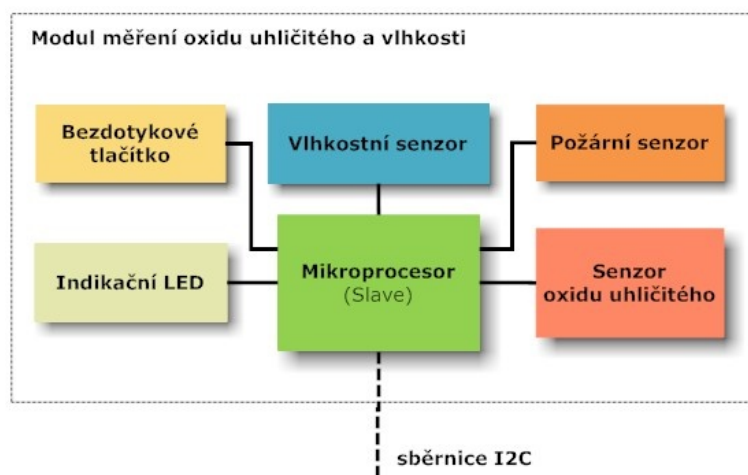 Modul měření oxidu uhličitého a vlhkosti
Bezdotykové
tlačítko
Vlhkostní senzor
Požární senzor
Indikační LED
Mikroprocesor
(Slave)
Senzor
oxidu uhličitého
sběrnice I2C